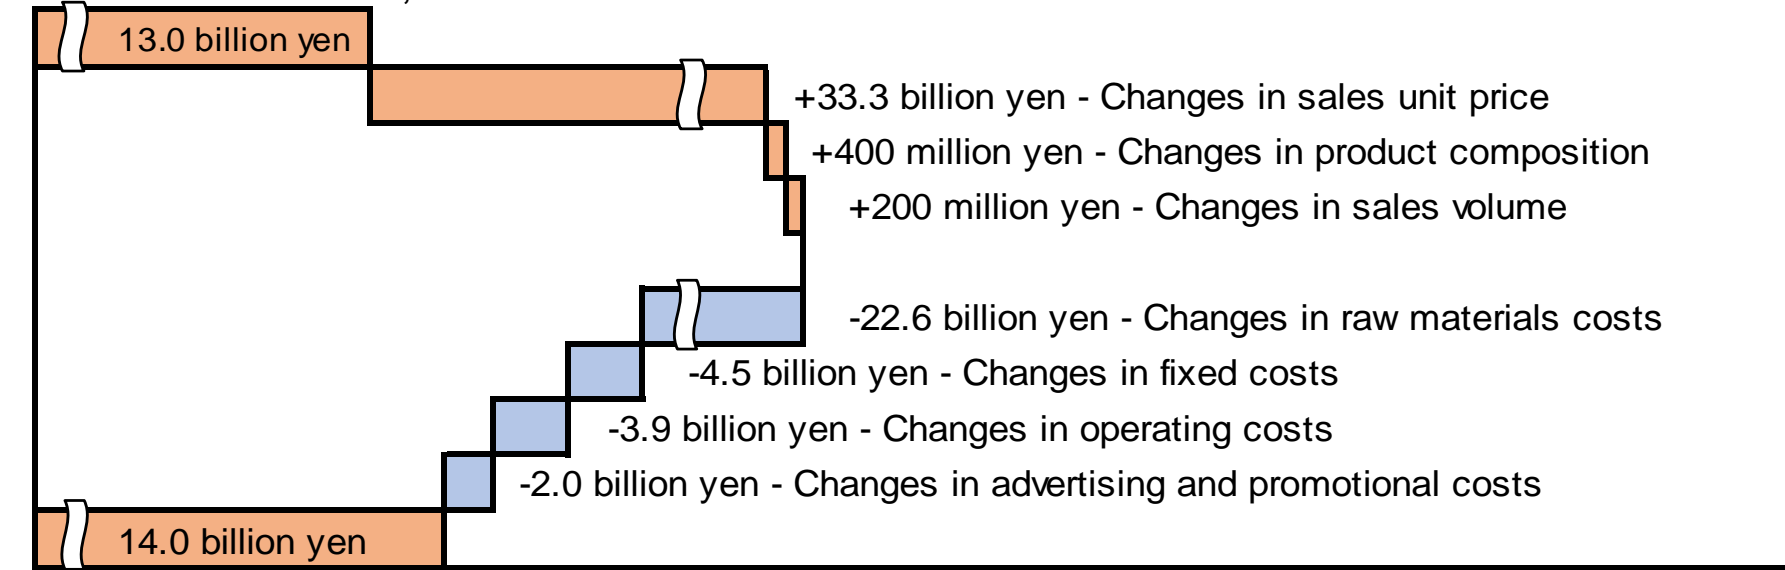 13.0 billion yen
+33.3 billion yen - Changes in sales unit price
+400 million yen - Changes in product composition
+200 million yen - Changes in sales volume
-22.6 billion yen - Changes in raw materials costs
-4.5 billion yen - Changes in fixed costs
-3.9 billion yen - Changes in operating costs
-2.0 billion yen - Changes in advertising and promotional costs
14.0 billion yen